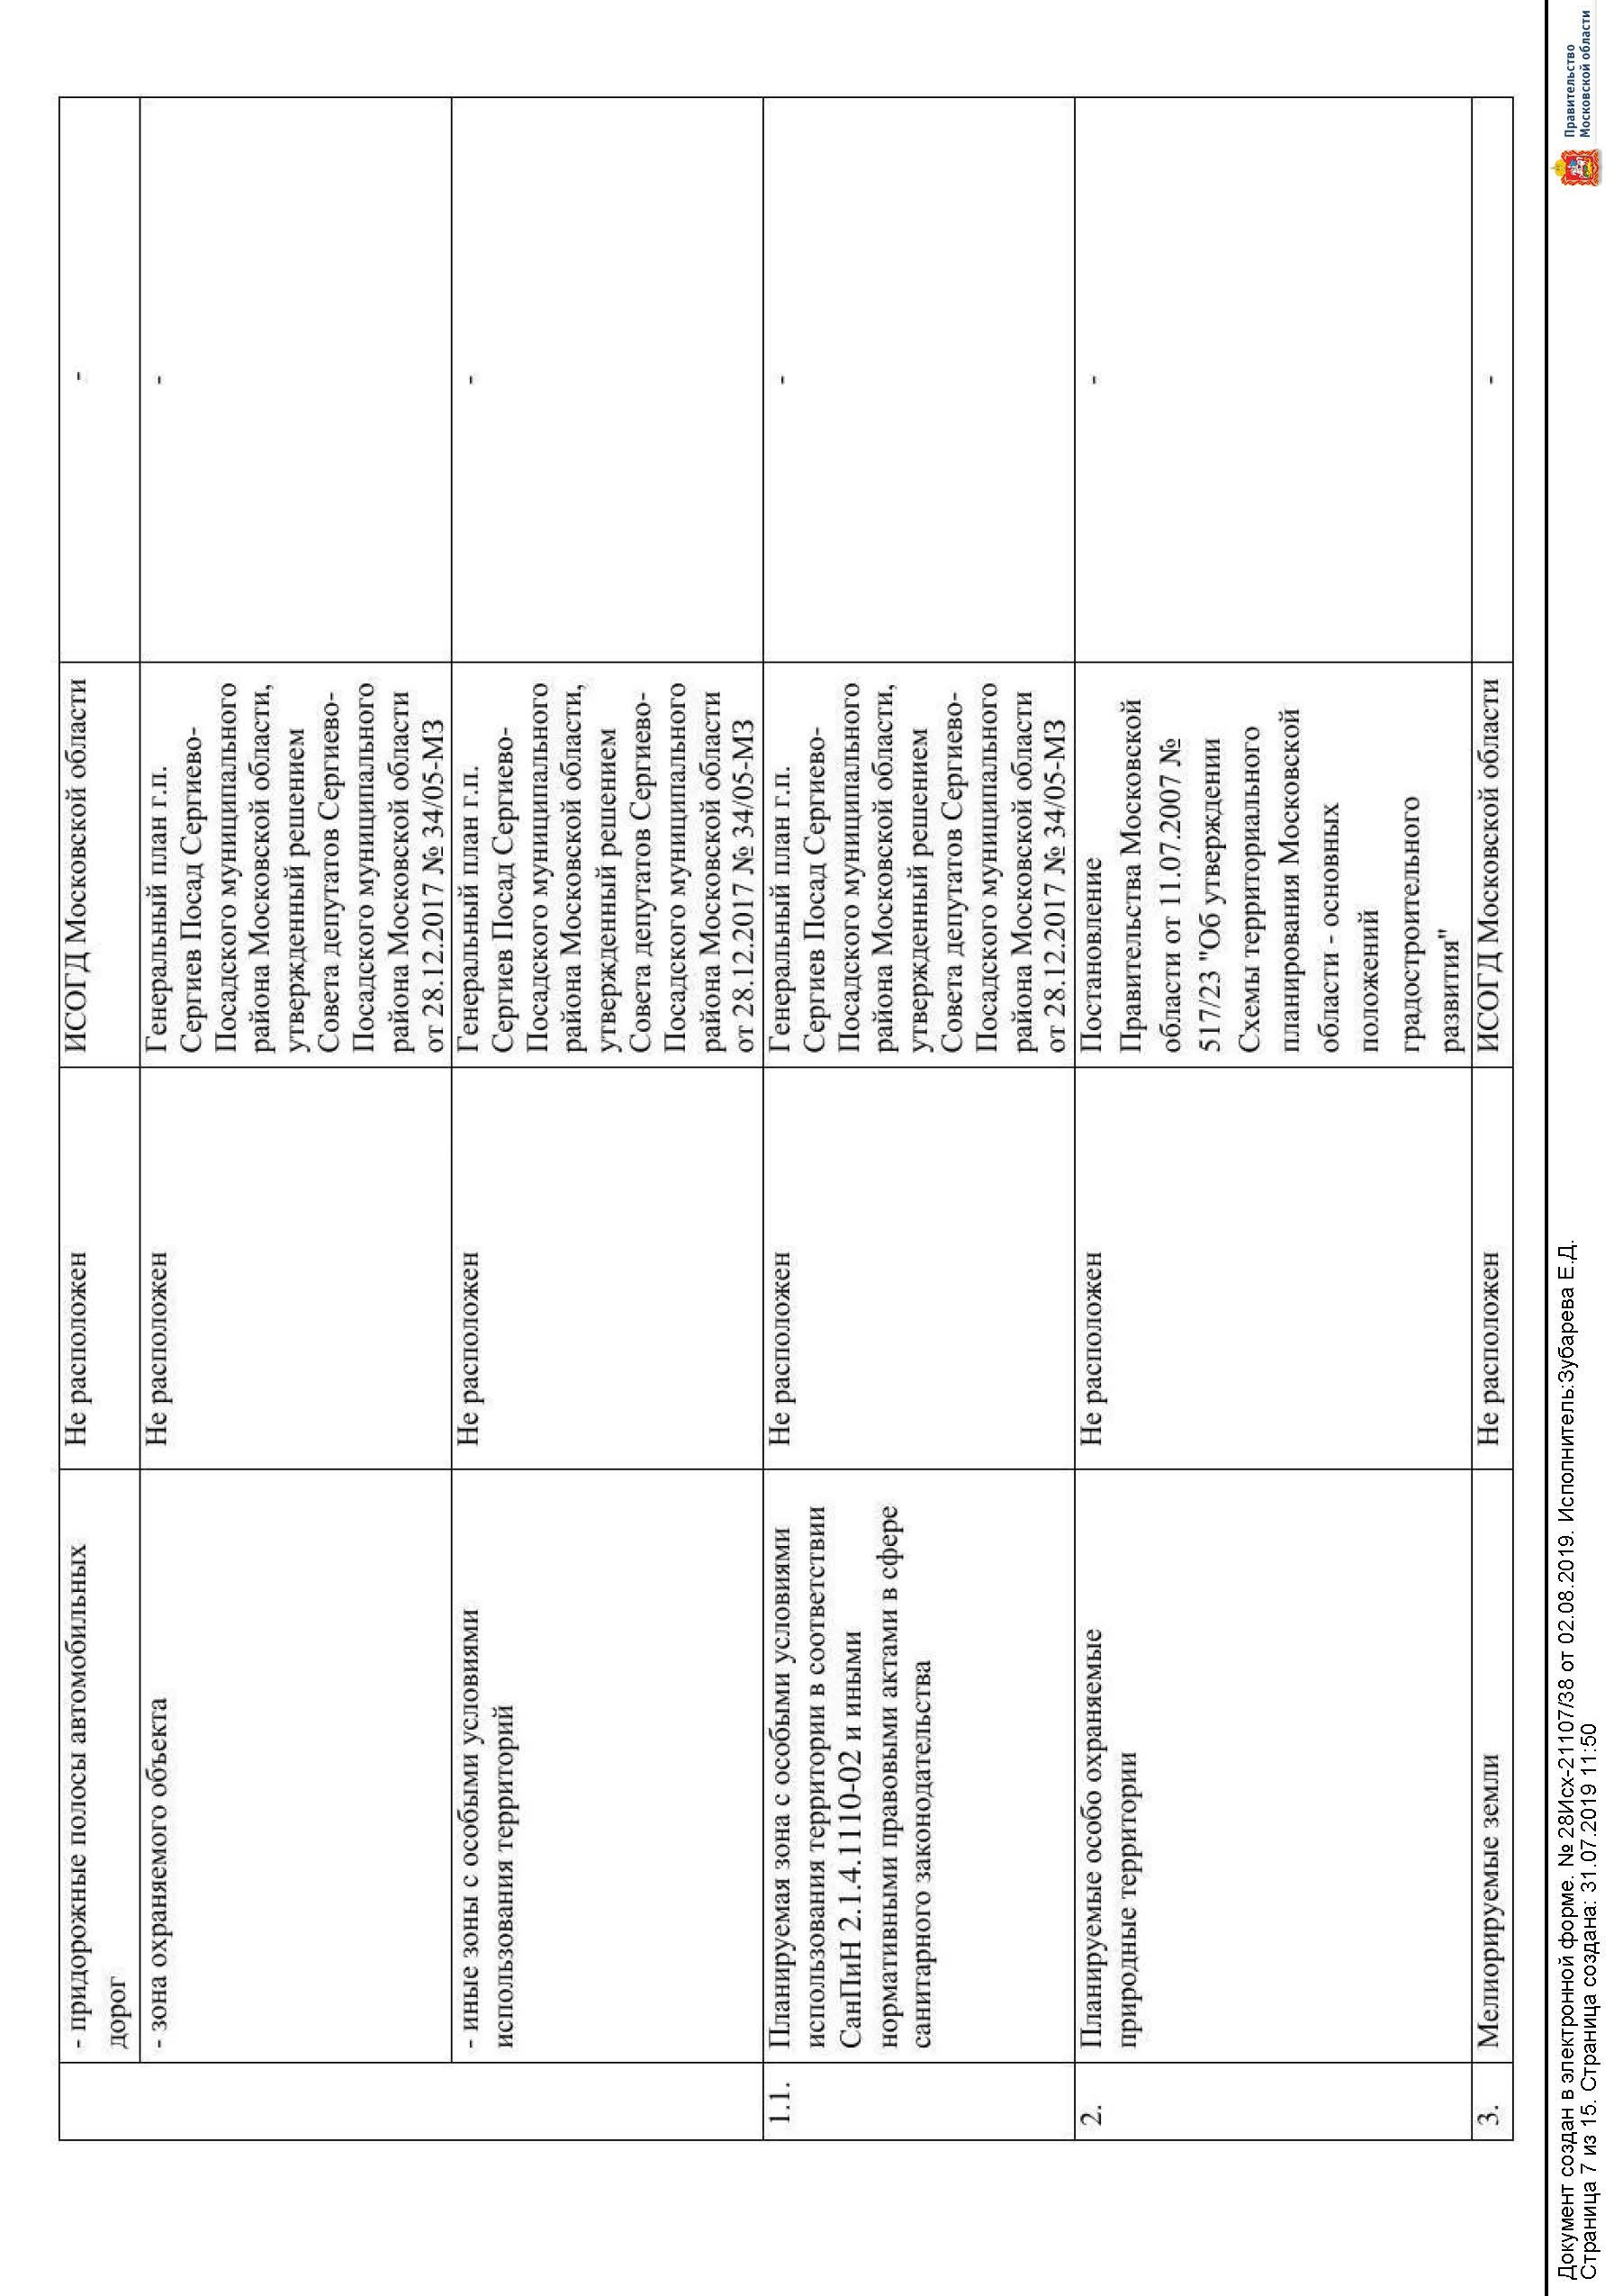 - придорожные полосы автомобильных
дорог
Не расположен
ИСОГД Московской области
-
- зона охраняемого объекта
Не расположен
Генеральный план г.п.
Сергиев Посад Сергиево-
Посадского муниципального
района Московской области,
утвержденный решением
Совета депутатов Сергиево-
Посадского муниципального
района Московской области
от 28.12.2017 № 34/05-МЗ
-
- иные зоны с особыми условиями
использования территорий
Не расположен
Генеральный план г.п.
Сергиев Посад Сергиево-
Посадского муниципального
района Московской области,
утвержденный решением
Совета депутатов Сергиево-
Посадского муниципального
района Московской области
от 28.12.2017 № 34/05-МЗ
-
1.1.
Планируемая зона с особыми условиями
использования территории в соответствии
СанПиН 2.1.4.1110-02 и иными
нормативными правовыми актами в сфере
санитарного законодательства
Не расположен
Генеральный план г.п.
Сергиев Посад Сергиево-
Посадского муниципального
района Московской области,
утвержденный решением
Совета депутатов Сергиево-
Посадского муниципального
района Московской области
от 28.12.2017 № 34/05-МЗ
-
2.
Планируемые особо охраняемые
природные территории
Не расположен
Постановление
Правительства Московской
области от 11.07.2007 №
517/23 "Об утверждении
Схемы территориального
планирования Московской
области - основных
положений
градостроительного
развития"
-
3.
Мелиорируемые земли
Не расположен
ИСОГД Московской области
-
Документ создан в электронной форме. № 28Исх-21107/38 от 02.08.2019. Исполнитель:Зубарева Е.Д.
Страница 7 из 15. Страница создана: 31.07.2019 11:50
Правительство
Московской области